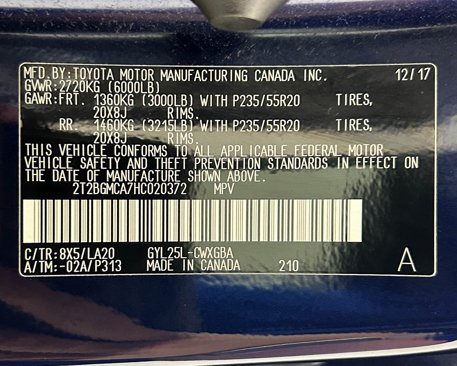 MFD.BY:TOYOTA MOTOR MANUFACTURING CANADA INC. 12/17
GVWR:2720KG (6000LB)
GAWR:FRT. 1360KG (3000LB) WITH P235/55R20 TIRES,
20X8J RIMS.
RR. 1460KG (3215LB) WITH P235/55R20 TIRES,
20X8J RIMS.
THIS VEHICLE CONFORMS TO ALL APPLICABLE FEDERAL MOTOR
VEHICLE SAFETY AND THEFT PREVENTION STANDARDS IN EFFECT ON
THE DATE OF MANUFACTURE SHOWN ABOVE.
2T2BGMCA7HC020372 MPV
C/TR:8X5/LA20 GYL25L-CWXGBA
A/TM:-02A/P313 MADE IN CANADA 210 A